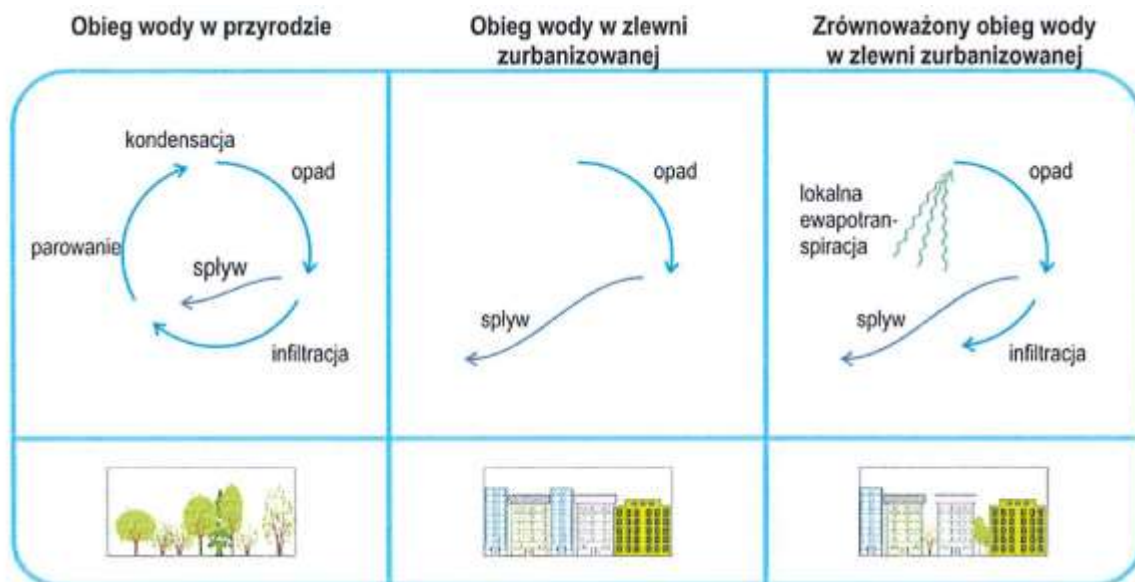 Obieg wody w przyrodzie
Obieg wody w zlewni
zurbanizowanej
Zrównoważony obieg wody
w zlewni zurbanizowanej
kondensacja
opad
parowanie
spływ
infiltracja
opad
spływ
lokalna
ewapotran-
spiracja
opad
spływ
infiltracja